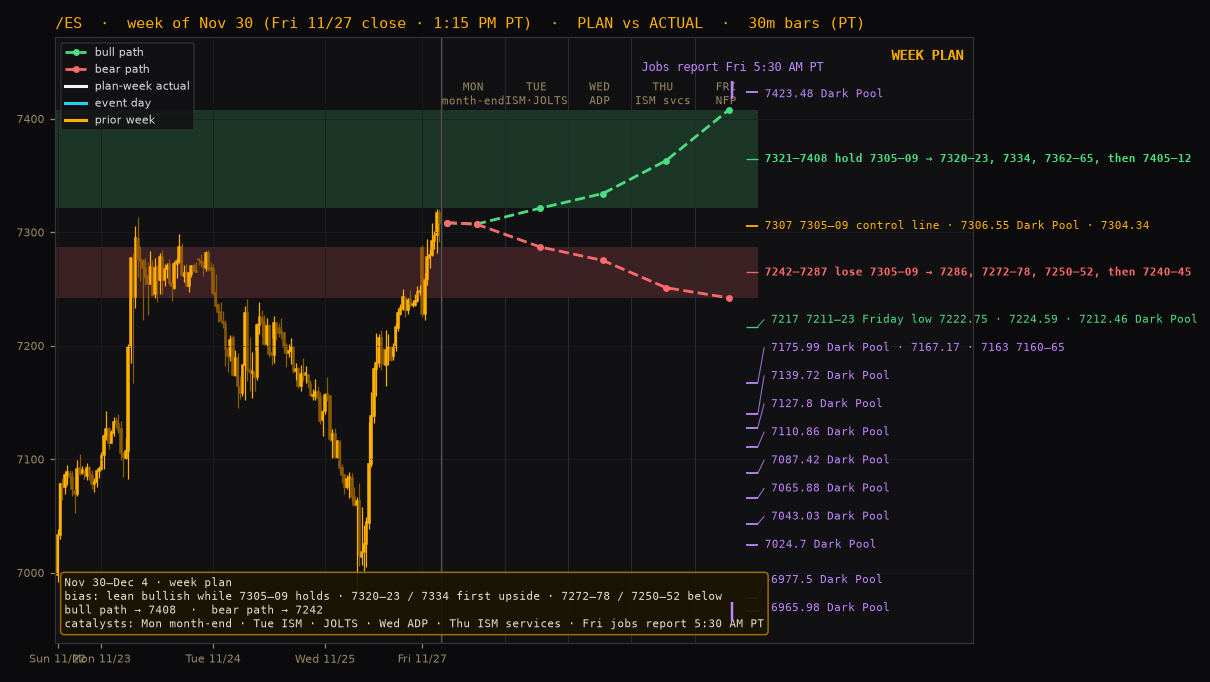 /ES · week of Nov 30 (Fri 11/27 close · 1:15 PM PT) · PLAN vs ACTUAL · 30m bars (PT)
bull path
bear path
plan-week actual
event day
prior week
WEEK PLAN
Jobs report Fri 5:30 AM PT
MON
month-end
TUE
ISM·JOLTS
WED
ADP
THU
ISM svcs
FRI
NFP
7400
7300
7200
7100
7000
7423.48 Dark Pool
7321–7408 hold 7305–09 → 7320–23, 7334, 7362–65, then 7405–12
7307 7305–09 control line · 7306.55 Dark Pool · 7304.34
7242–7287 lose 7305–09 → 7286, 7272–78, 7250–52, then 7240–45
7217 7211–23 Friday low 7222.75 · 7224.59 · 7212.46 Dark Pool
7175.99 Dark Pool · 7167.17 · 7163 7160–65
7139.72 Dark Pool
7127.8 Dark Pool
7110.86 Dark Pool
7087.42 Dark Pool
7065.88 Dark Pool
7043.03 Dark Pool
7024.7 Dark Pool
6977.5 Dark Pool
6965.98 Dark Pool
Nov 30–Dec 4 · week plan
bias: lean bullish while 7305–09 holds · 7320–23 / 7334 first upside · 7272–78 / 7250–52 below
bull path → 7408 · bear path → 7242
catalysts: Mon month-end · Tue ISM · JOLTS · Wed ADP · Thu ISM services · Fri jobs report 5:30 AM PT
Sun 11/22
Mon 11/23
Tue 11/24
Wed 11/25
Fri 11/27